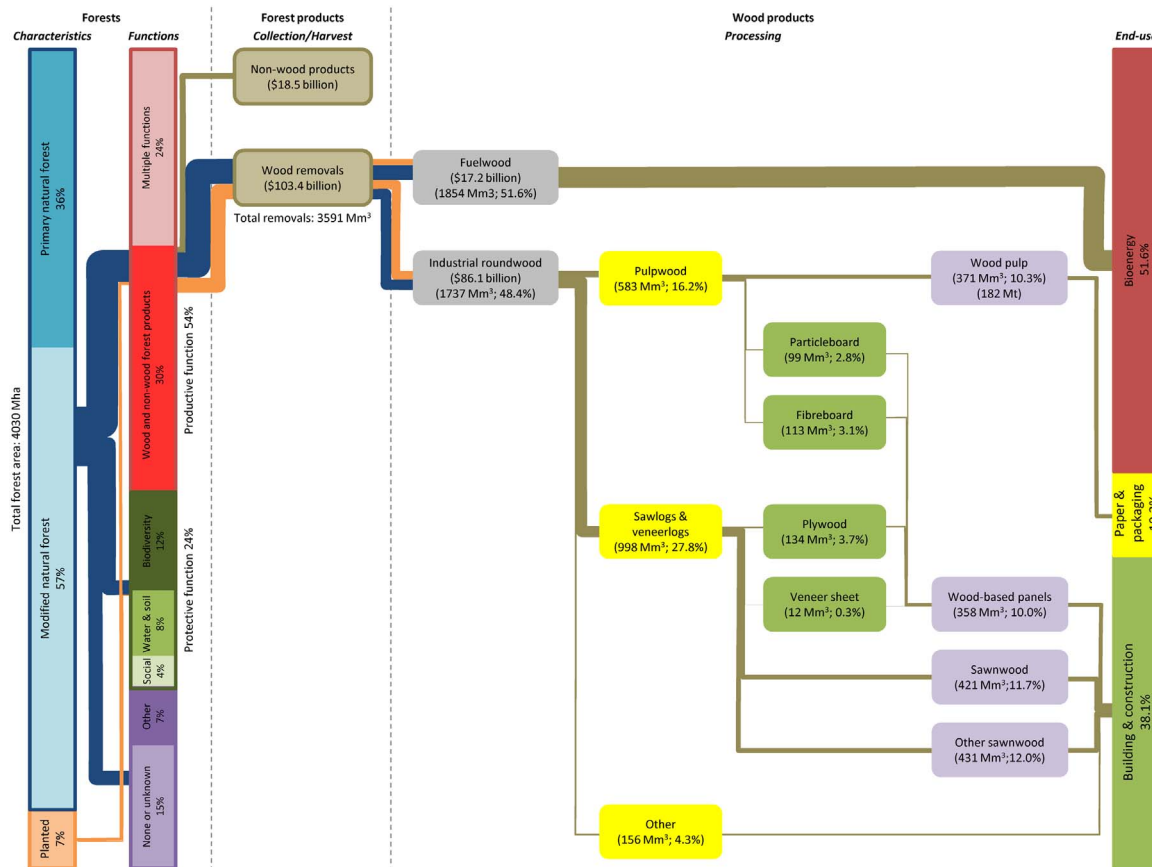 Forests
Forest products
Wood products
Characteristics
Functions
Collection/Harvest
Processing
Total forest area: 4030 Mha
Primary natural forest
36%
Modified natural forest
57%
Planted
7%
Multiple functions
24%
Wood and non-wood forest products
30%
Biodiversity
12%
Water & soil
8%
Social
4%
Other
7%
None or unknown
15%
Productive function 54%
Protective function 24%
Non-wood products
($18.5 billion)
Wood removals
($103.4 billion)
Total removals: 3591 Mm³
Fuelwood
($17.2 billion)
(1854 Mm3; 51.6%)
Industrial roundwood
($86.1 billion)
(1737 Mm³; 48.4%)
Pulpwood
(583 Mm³; 16.2%)
Sawlogs &
veneerlogs
(998 Mm³; 27.8%)
Other
(156 Mm³; 4.3%)
Particleboard
(99 Mm³; 2.8%)
Fibreboard
(113 Mm³; 3.1%)
Plywood
(134 Mm³; 3.7%)
Veneer sheet
(12 Mm³; 0.3%)
Wood pulp
(371 Mm³; 10.3%)
(182 Mt)
Wood-based panels
(358 Mm³; 10.0%)
Sawnwood
(421 Mm³;11.7%)
Other sawnwood
(431 Mm³;12.0%)
Bioenergy
51.6%
Paper &
packaging
Building & construction
38.1%